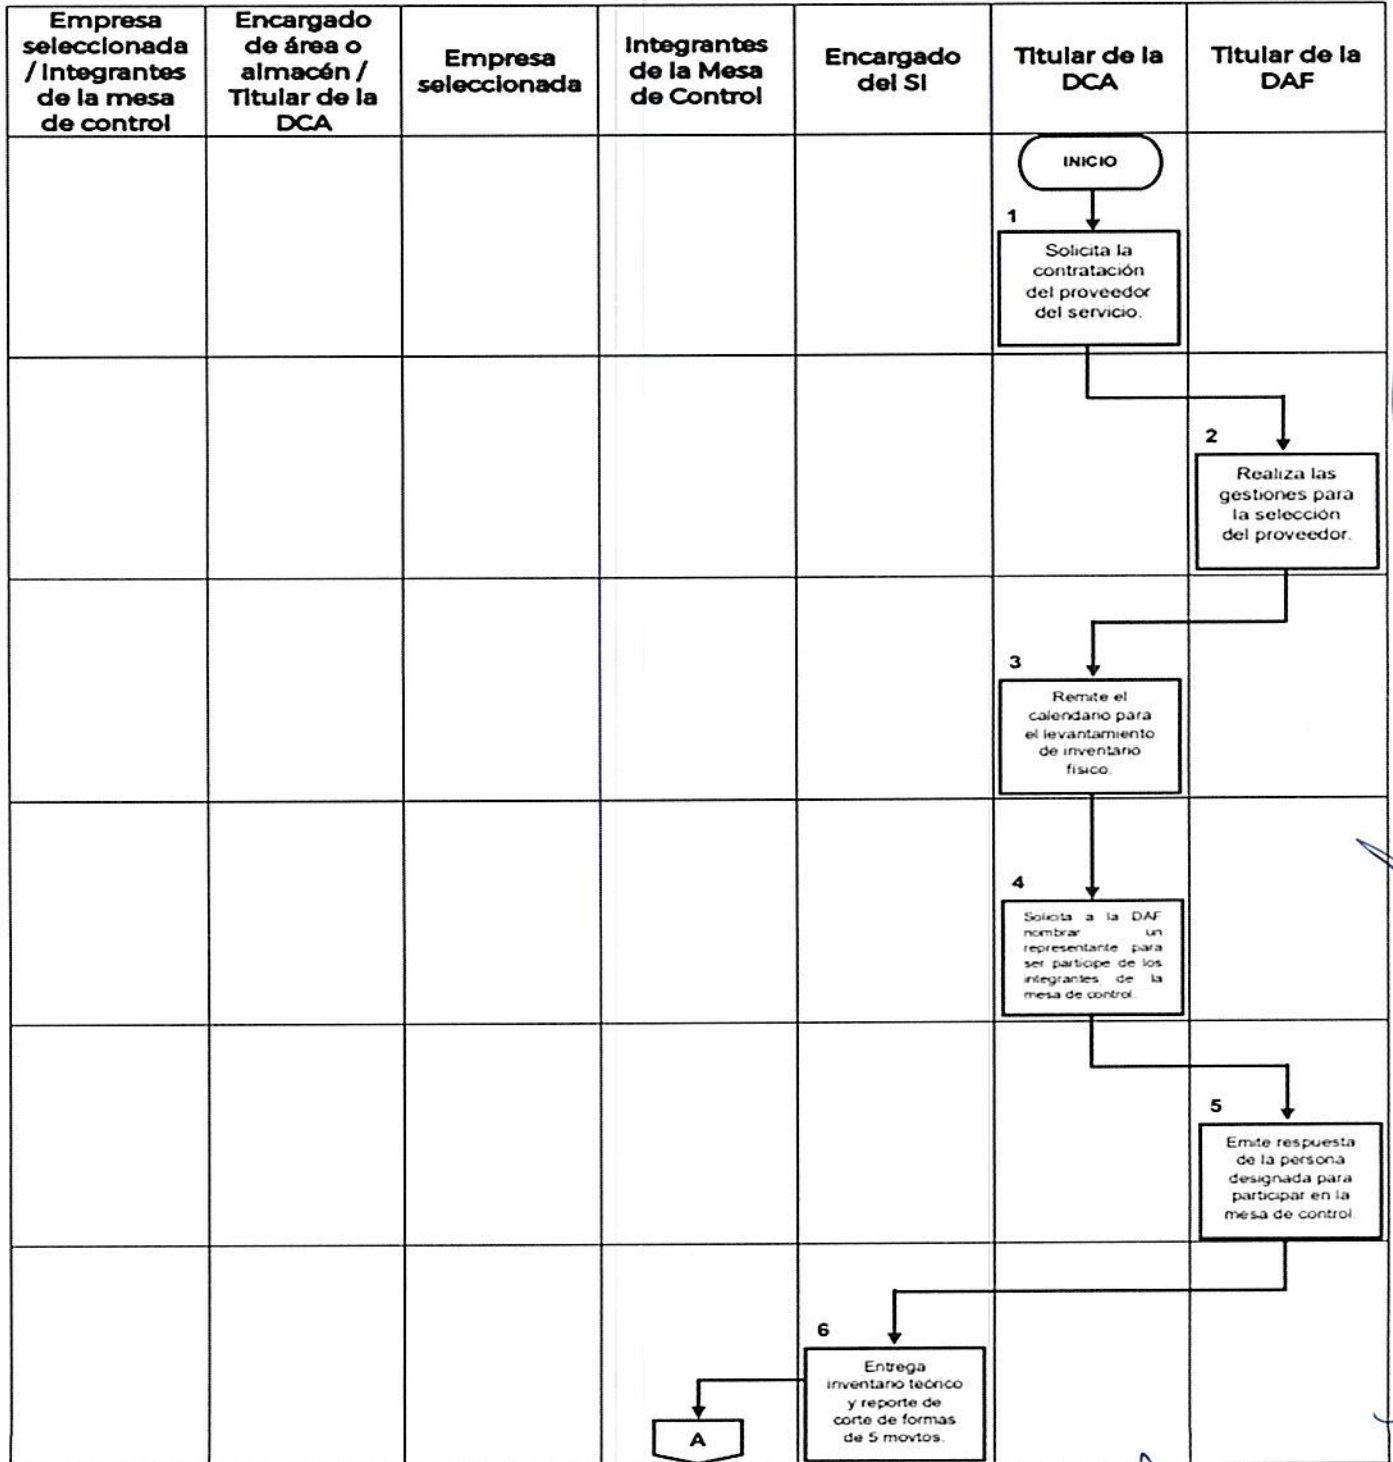 Empresa
seleccionada
/ Integrantes
de la mesa
de control
Encargado
de área o
almacén /
Titular de la
DCA
Empresa
seleccionada
Integrantes
de la Mesa
de Control
Encargado
del SI
Titular de la
DCA
Titular de la
DAF
INICIO
1
Solicita la
contratación
del proveedor
del servicio.
2
Realiza las
gestiones para
la selección
del proveedor.
3
Remite el
calendario para
el levantamiento
de inventario
físico.
4
Solicita a la DAF
nombrar un
representante para
ser partícipe de los
integrantes de la
mesa de control.
5
Emite respuesta
de la persona
designada para
participar en la
mesa de control.
6
Entrega
inventario teórico
y reporte de
corte de formas
de 5 movtos.
A